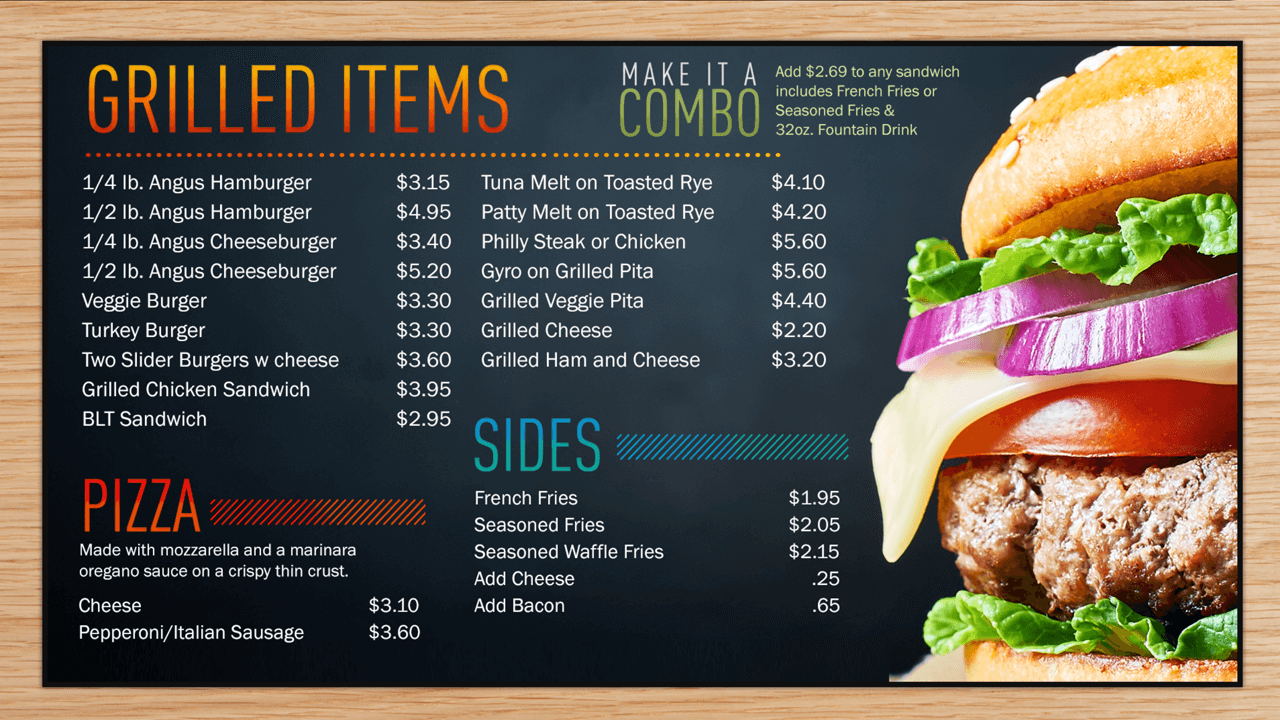 GRILLED ITEMS
MAKE IT A
COMBO
Add $2.69 to any sandwich
includes French Fries or
Seasoned Fries &
32oz. Fountain Drink
1/4 lb. Angus Hamburger $3.15
1/2 lb. Angus Hamburger $4.95
1/4 lb. Angus Cheeseburger $3.40
1/2 lb. Angus Cheeseburger $5.20
Veggie Burger $3.30
Turkey Burger $3.30
Two Slider Burgers w cheese $3.60
Grilled Chicken Sandwich $3.95
BLT Sandwich $2.95
Tuna Melt on Toasted Rye $4.10
Patty Melt on Toasted Rye $4.20
Philly Steak or Chicken $5.60
Gyro on Grilled Pita $5.60
Grilled Veggie Pita $4.40
Grilled Cheese $2.20
Grilled Ham and Cheese $3.20
PIZZA
Made with mozzarella and a marinara
oregano sauce on a crispy thin crust.
Cheese $3.10
Pepperoni/Italian Sausage $3.60
SIDES
French Fries $1.95
Seasoned Fries $2.05
Seasoned Waffle Fries $2.15
Add Cheese .25
Add Bacon .65